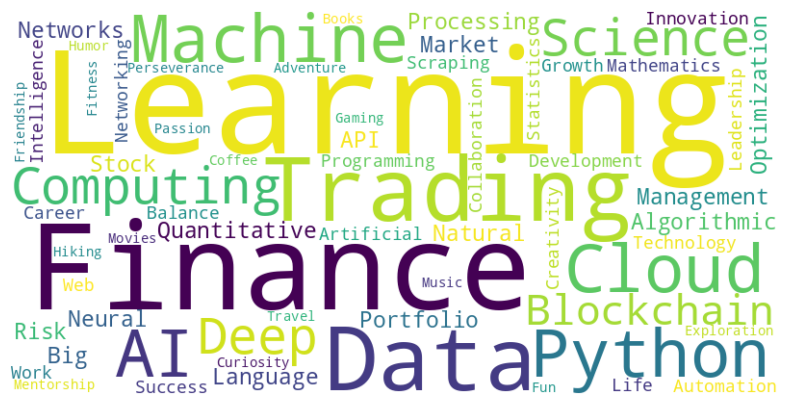 Networks
Humor
Machine
Books
Processing
Market
Scraping
Science
Innovation
Growth
Mathematics
Optimization
Leadership
Statistics
Friendship
Intelligence
Fitness
Networking
Perseverance
Adventure
Learning
Passion
Gaming
API
Collaboration
Stock
Coffee
Programming
Development
Computing
Trading
Management
Career
Balance
Quantitative
Artificial
Natural
Creativity
Algorithmic
Technology
Hiking
Movies
Finance
Music
Cloud
Web
Blockchain
Neural
Travel
Portfolio
Risk
AI
Deep
Data
Python
Exploration
Big
Curiosity
Work
Mentorship
Success
Language
Fun
Life
Automation